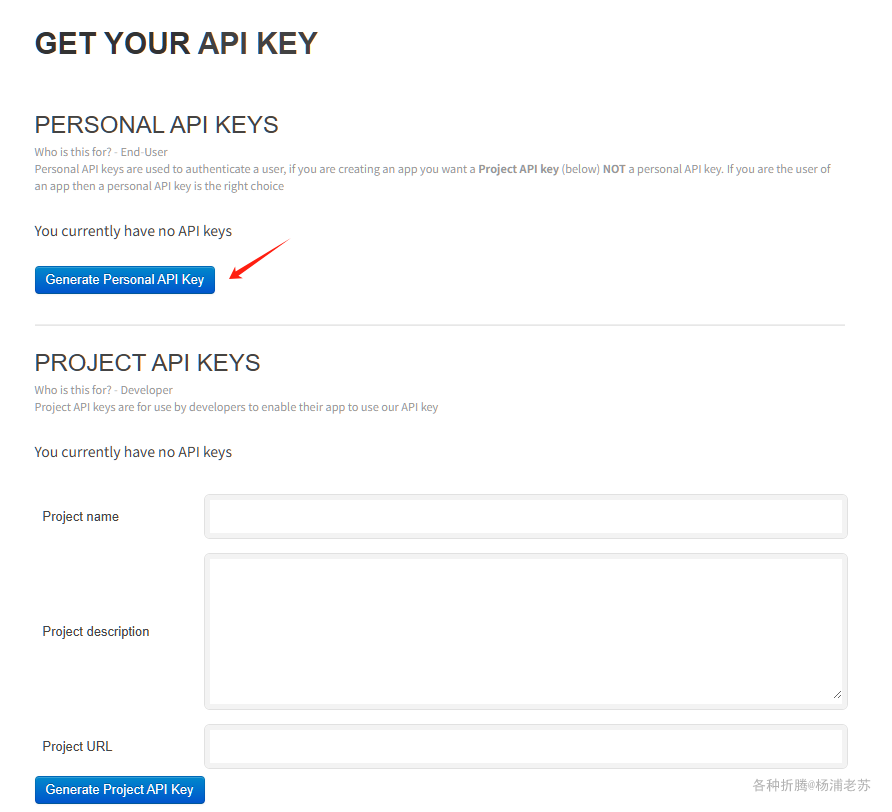 GET YOUR API KEY
PERSONAL API KEYS
Who is this for? - End-User
Personal API keys are used to authenticate a user, if you are creating an app you want a Project API key (below) NOT a personal API key. If you are the user of
an app then a personal API key is the right choice
You currently have no API keys
Generate Personal API Key
PROJECT API KEYS
Who is this for? - Developer
Project API keys are for use by developers to enable their app to use our API key
You currently have no API keys
Project name
Project description
Project URL
Generate Project API Key
各种折腾@杨浦老苏